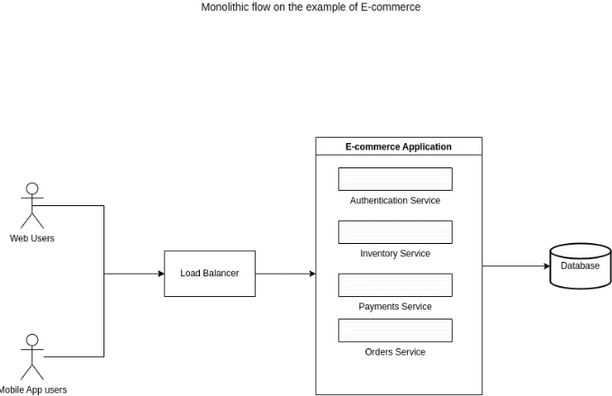 Monolithic flow on the example of E-commerce
E-commerce Application
Authentication Service
Web Users
Inventory Service
Load Balancer
Database
Payments Service
Orders Service
Mobile App users